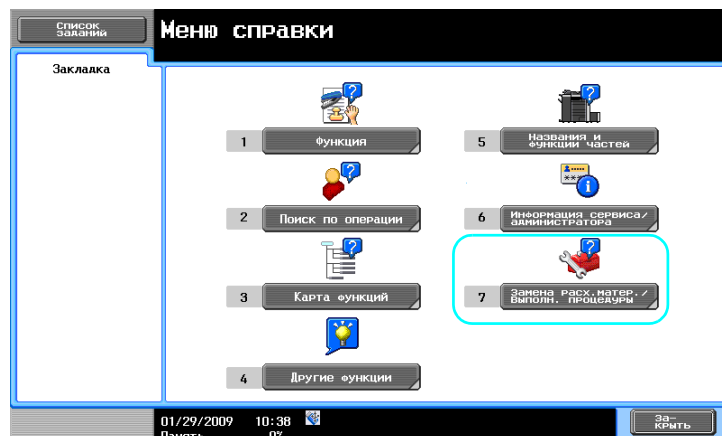 Список
заданий
Меню справки
Закладка
1 Функция
5 Названия и
функции частей
2 Поиск по операции
6 Информация сервиса/
администратора
3 Карта функций
7 Замена расх.матер./
Выполн. процедуры
4 Другие функции
01/29/2009 10:38
Память 0%
За-
крыть